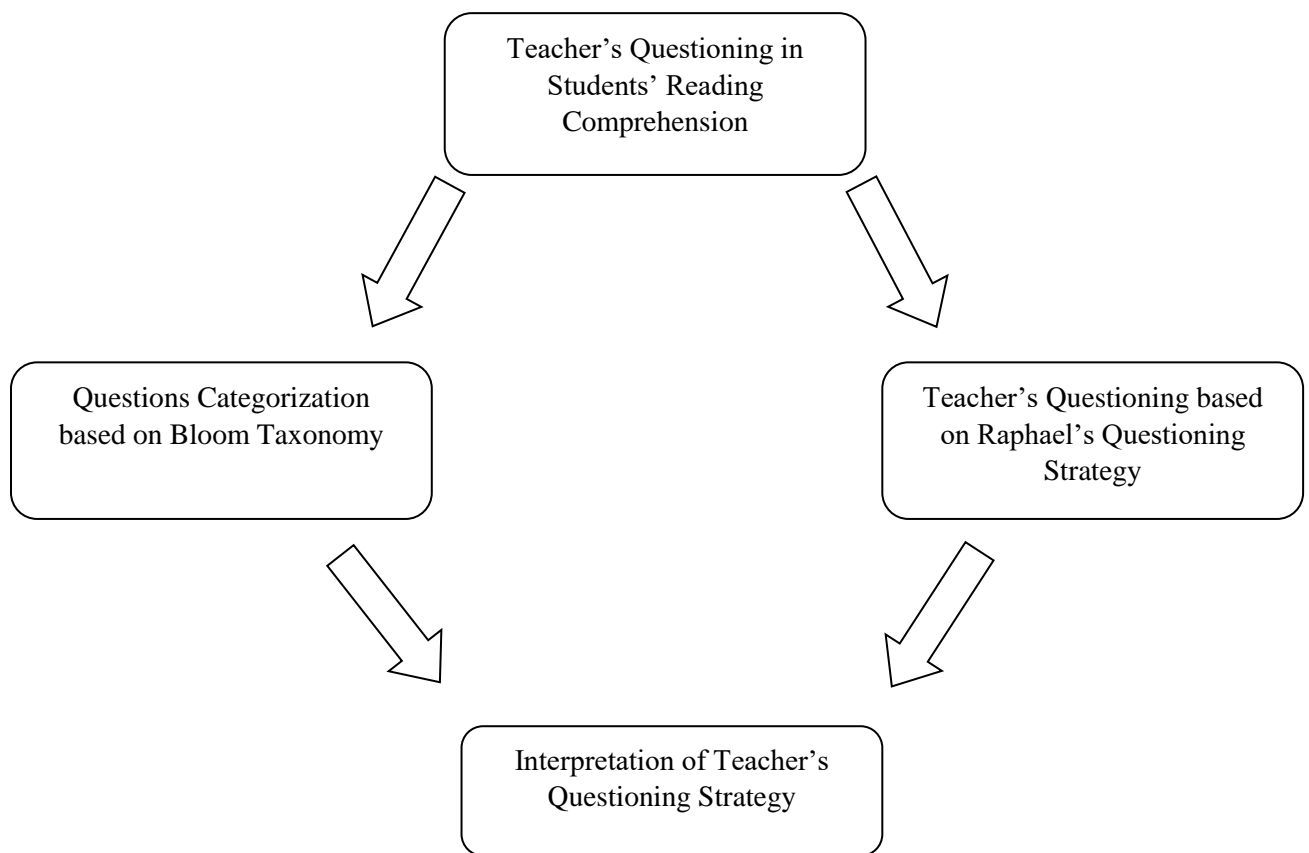 Teacher’s Questioning in
Students’ Reading
Comprehension
Questions Categorization
based on Bloom Taxonomy
Teacher’s Questioning based
on Raphael’s Questioning
Strategy
Interpretation of Teacher’s
Questioning Strategy